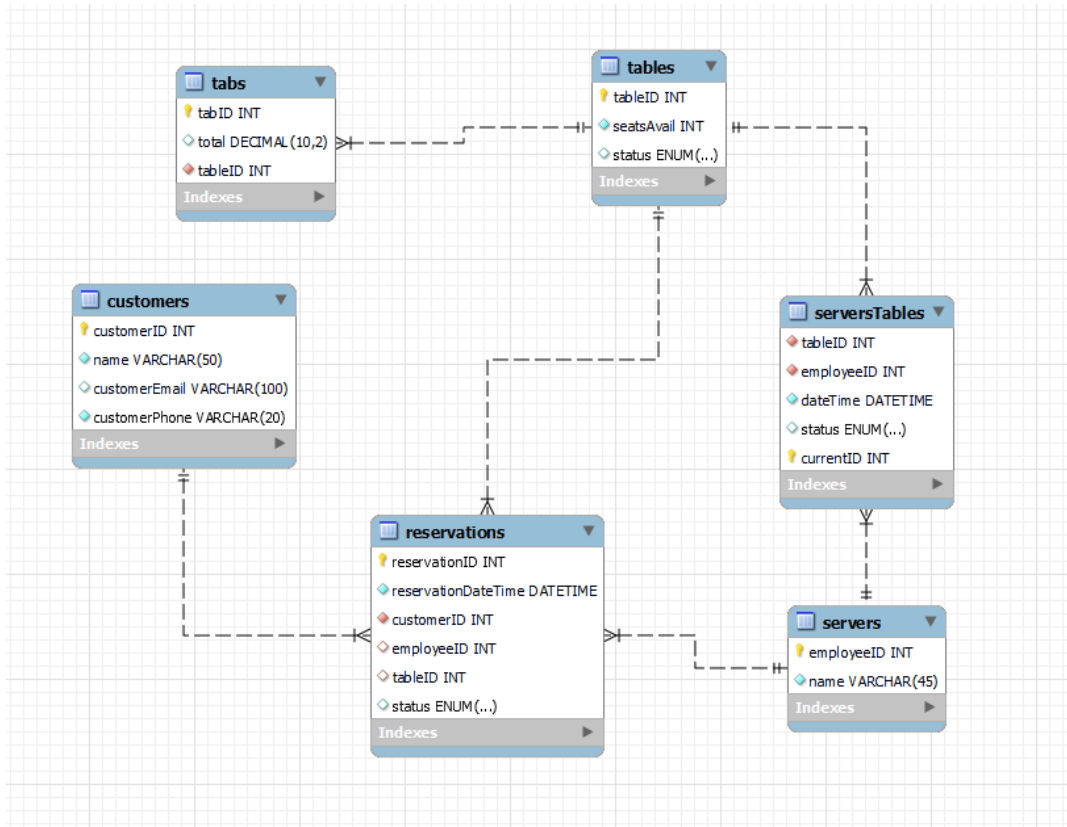 tabs
tabID INT
total DECIMAL(10,2)
tableID INT
Indexes
tables
tableID INT
seatsAvail INT
status ENUM(...)
Indexes
customers
customerID INT
name VARCHAR(50)
customerEmail VARCHAR(100)
customerPhone VARCHAR(20)
Indexes
serversTables
tableID INT
employeeID INT
dateTime DATETIME
status ENUM(...)
currentID INT
Indexes
reservations
reservationID INT
reservationDateTime DATETIME
customerID INT
employeeID INT
tableID INT
status ENUM(...)
Indexes
servers
employeeID INT
name VARCHAR(45)
Indexes